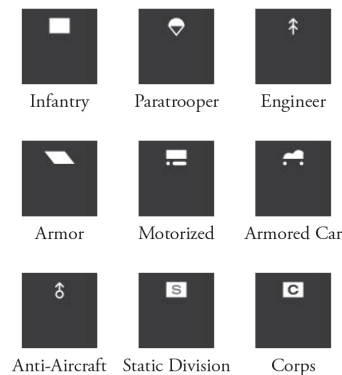 Infantry Paratrooper Engineer
Armor Motorized Armored Car
S C
Anti-Aircraft Static Division Corps